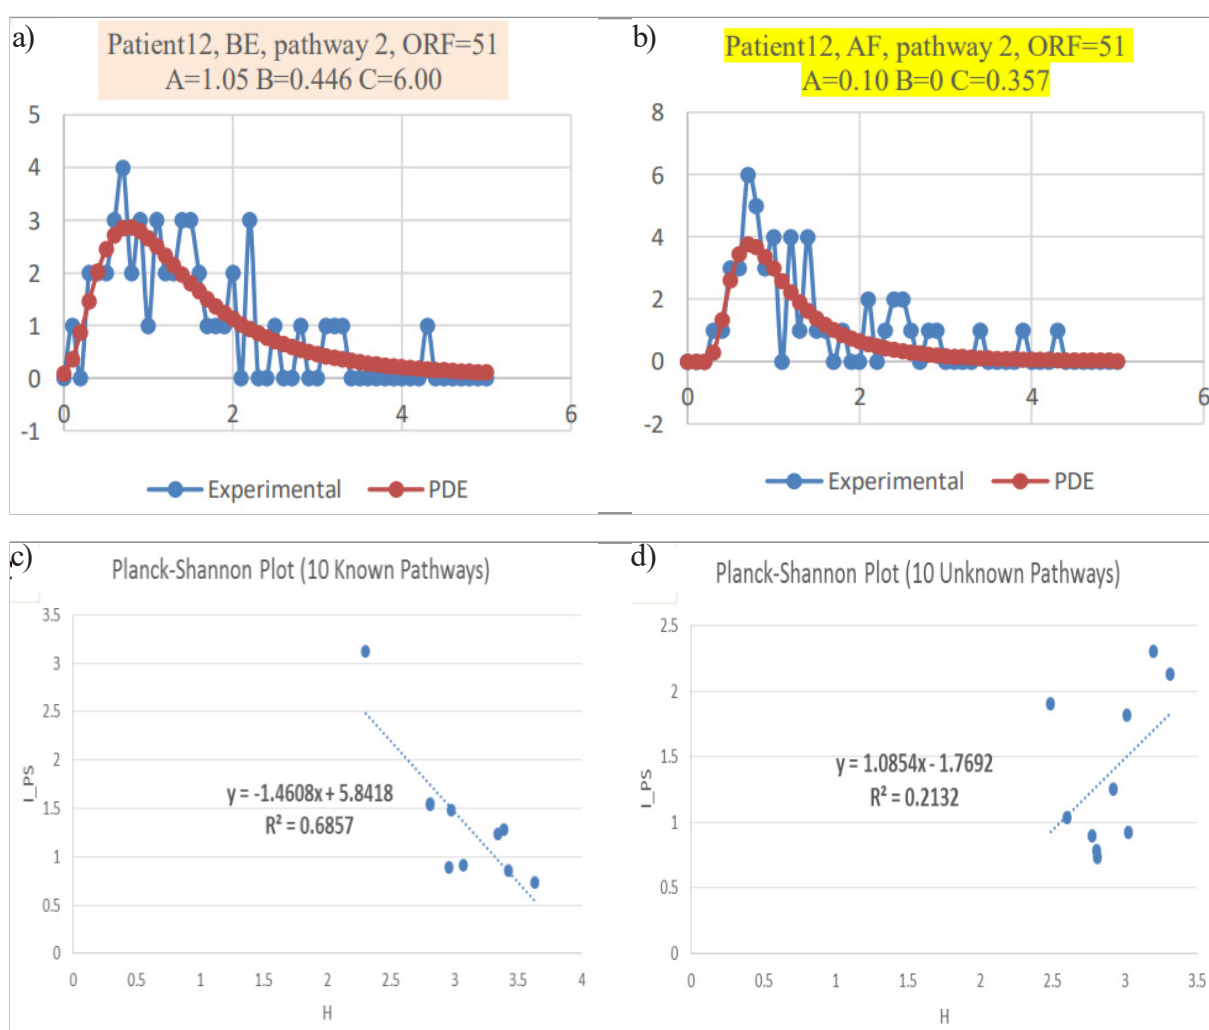 a)
Patient12, BE, pathway 2, ORF=51
A=1.05 B=0.446 C=6.00
5
4
3
2
1
0
-1
0
2
4
6
Experimental
PDE
b)
Patient12, AF, pathway 2, ORF=51
A=0.10 B=0 C=0.357
8
6
4
2
0
-2
0
2
4
6
Experimental
PDE
c)
Planck-Shannon Plot (10 Known Pathways)
3.5
3
2.5
2
1.5
1
0.5
0
I_PS
y = -1.4608x + 5.8418
R² = 0.6857
0
0.5
1
1.5
2
2.5
3
3.5
4
H
d)
Planck-Shannon Plot (10 Unknown Pathways)
2.5
2
1.5
1
0.5
0
I_PS
y = 1.0854x - 1.7692
R² = 0.2132
0
0.5
1
1.5
2
2.5
3
3.5
H